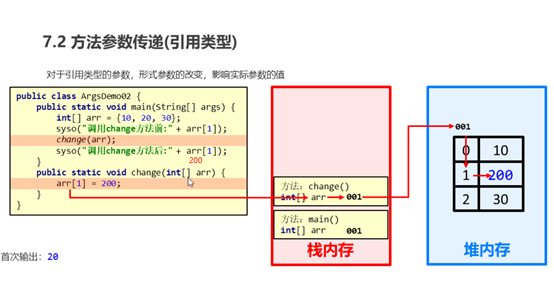 7.2 方法参数传递(引用类型)
对于引用类型的参数，形式参数的改变，影响实际参数的值
public class ArgsDemo02 {
public static void main(String[] args) {
int[] arr = {10, 20, 30};
syso("调用change方法前:" + arr[1]);
change(arr);
syso("调用change方法后:" + arr[1]);
200
}
public static void change(int[] arr) {
arr[1] = 200;
}
}
首次输出：20
方法：change()
int[] arr 001
方法：main()
int[] arr 001
栈内存
001
0 10
1 200
2 30
堆内存